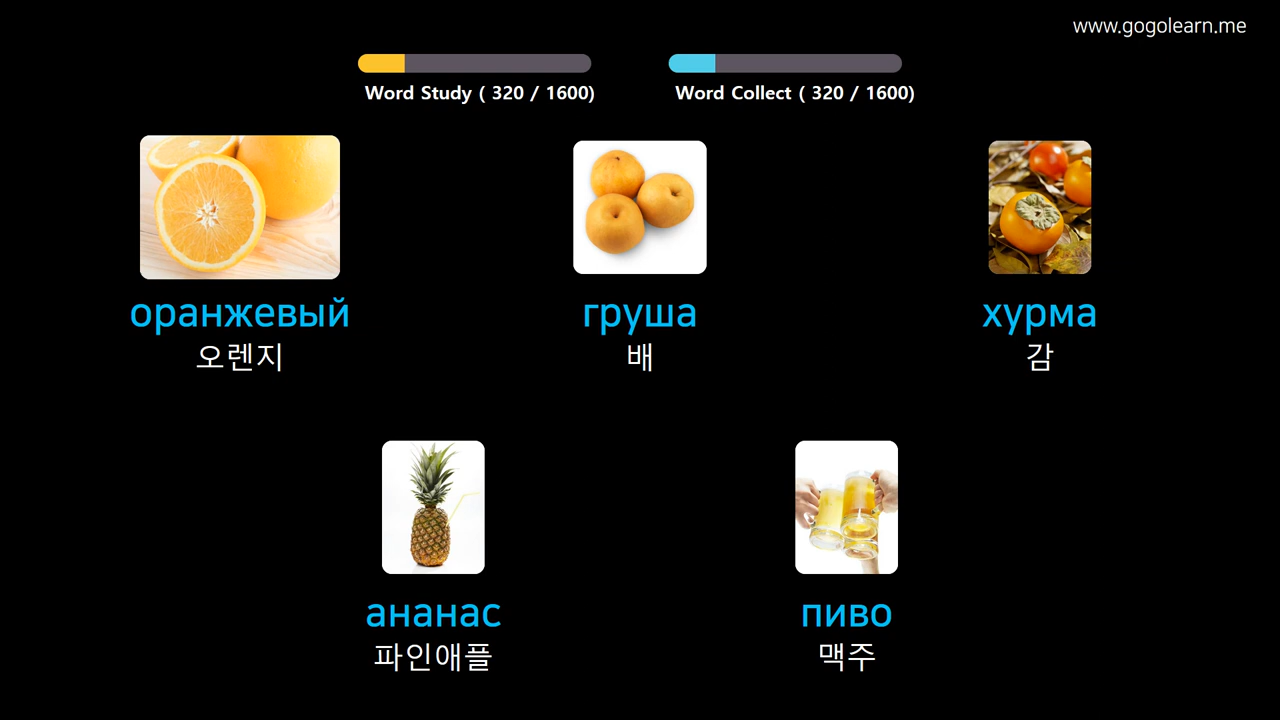 www.gogolearn.me
Word Study ( 320 / 1600)
Word Collect ( 320 / 1600)
оранжевый
오렌지
груша
배
хурма
감
ананас
파인애플
пиво
맥주